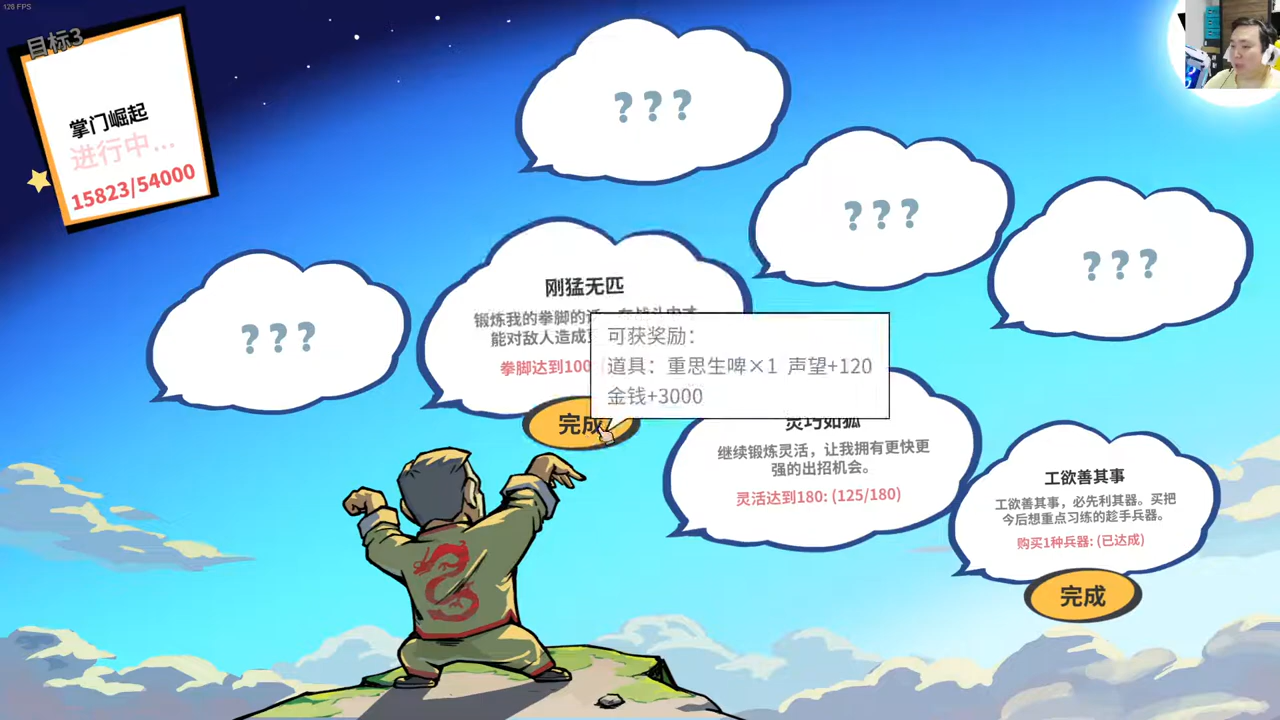 126 FPS
目标3
掌门崛起
进行中...
15823/54000
???
???
???
???
刚猛无匹
锻炼我的拳脚的
能对敌人造成
拳脚达到100
可获奖励：
道具：重思生啤×1 声望+120
金钱+3000
完成
灵巧如狐
继续锻炼灵活，让我拥有更快更
强的出招机会。
灵活达到180: (125/180)
工欲善其事
工欲善其事，必先利其器。买把
今后想重点习练的趁手兵器。
购买1种兵器: (已达成)
完成